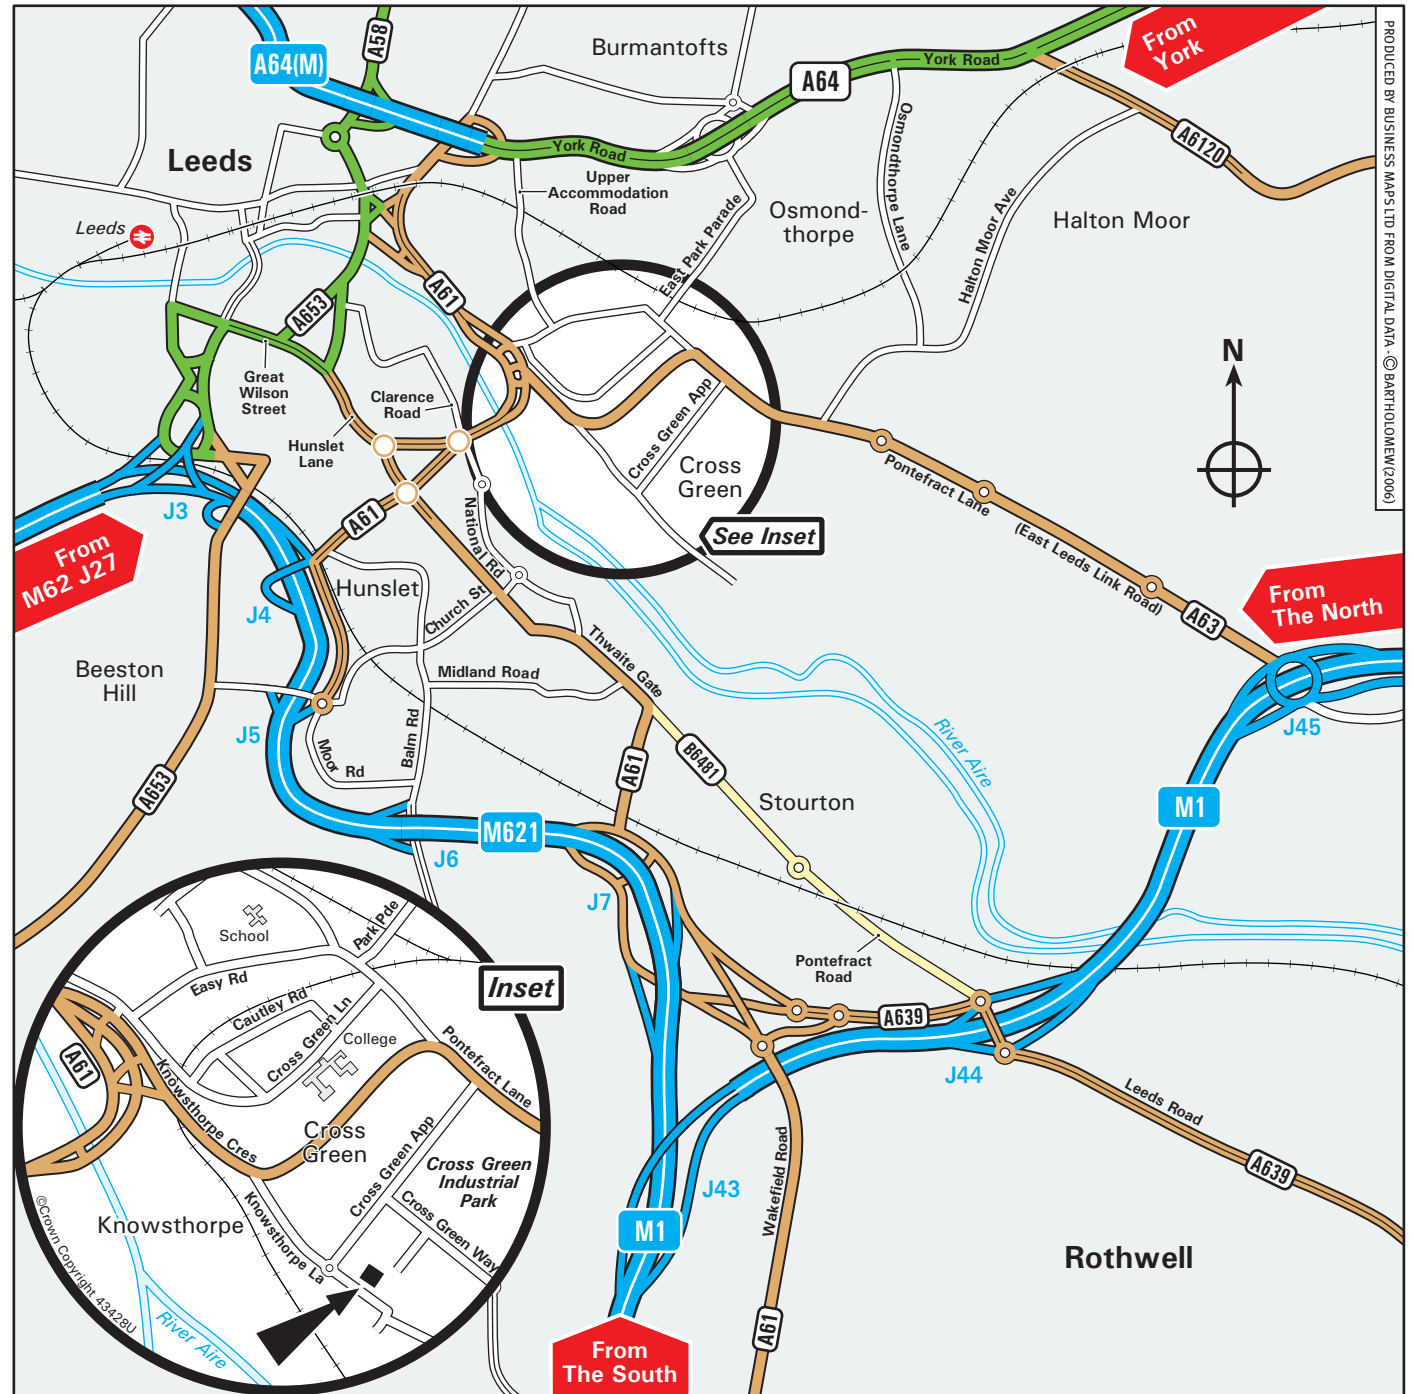 A58
A64(M)
Burmantofts
From
York
York Road
A64
PRODUCED BY BUSINESS MAPS LTD FROM DIGITAL DATA - © BARTHOLOMEW(2006)
Leeds
York Road
Osmondthorpe Lane
A6120
Upper
Accommodation
Road
East Park Parade
Osmond-
thorpe
Halton Moor Ave
Halton Moor
Leeds
A61
A653
N
Great
Wilson
Street
Clarence
Road
Hunslet
Lane
Cross Green App
Cross
Green
Pontefract Lane
(East Leeds Link Road)
J3
A61
National Rd
See Inset
From
M62 J27
Hunslet
J4
Church St
A63
From
The North
Beeston
Hill
Midland Road
Thwaite Gate
J5
Moor
Rd
Balm Rd
J45
River Aire
A653
A61
B6481
Stourton
M1
M621
J6
J7
Pontefract
Road
School
Park Pde
Easy Rd
Inset
Cautley Rd
Cross Green Ln
College
A639
A61
Knowsthorpe Cres
Pontefract Lane
J44
Leeds Road
Cross
Green
Cross Green App
Cross Green
Industrial
Park
Wakefield Road
A639
J43
Knowsthorpe
Knowsthorpe La
Cross Green Way
M1
Rothwell
©Crown Copyright 43428U
River Aire
A61
From
The South